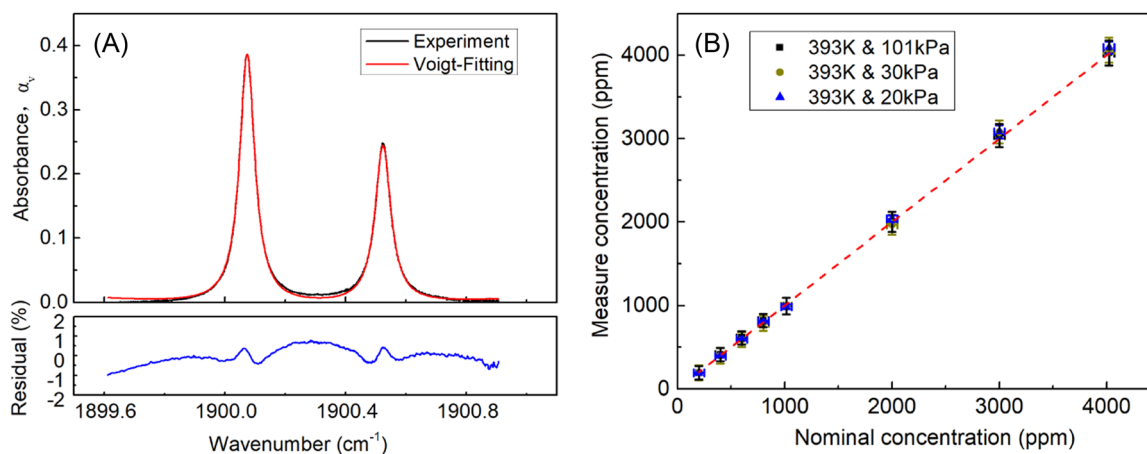 (A)
Experiment
Voigt-Fitting
Absorbance, αᵥ
0.4
0.3
0.2
0.1
0.0
Residual (%)
2
1
0
-1
-2
1899.6 1900.0 1900.4 1900.8
Wavenumber (cm⁻¹)
(B)
393K & 101kPa
393K & 30kPa
393K & 20kPa
Measure concentration (ppm)
4000
3000
2000
1000
0
0 1000 2000 3000 4000
Nominal concentration (ppm)